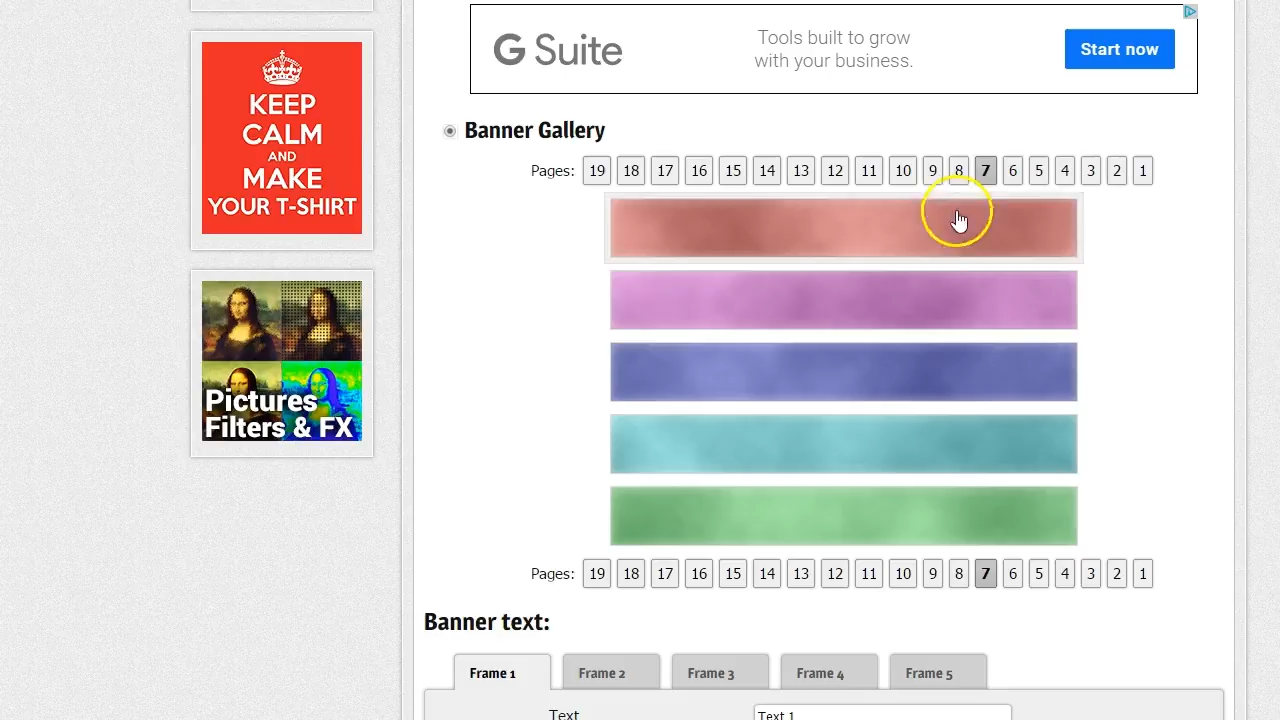 KEEP
CALM
AND
MAKE
YOUR T-SHIRT
Pictures
Filters & FX
G Suite
Tools built to grow
with your business.
Start now
Banner Gallery
Pages: 19 18 17 16 15 14 13 12 11 10 9 8 7 6 5 4 3 2 1
Pages: 19 18 17 16 15 14 13 12 11 10 9 8 7 6 5 4 3 2 1
Banner text:
Frame 1 Frame 2 Frame 3 Frame 4 Frame 5
Text Text 1